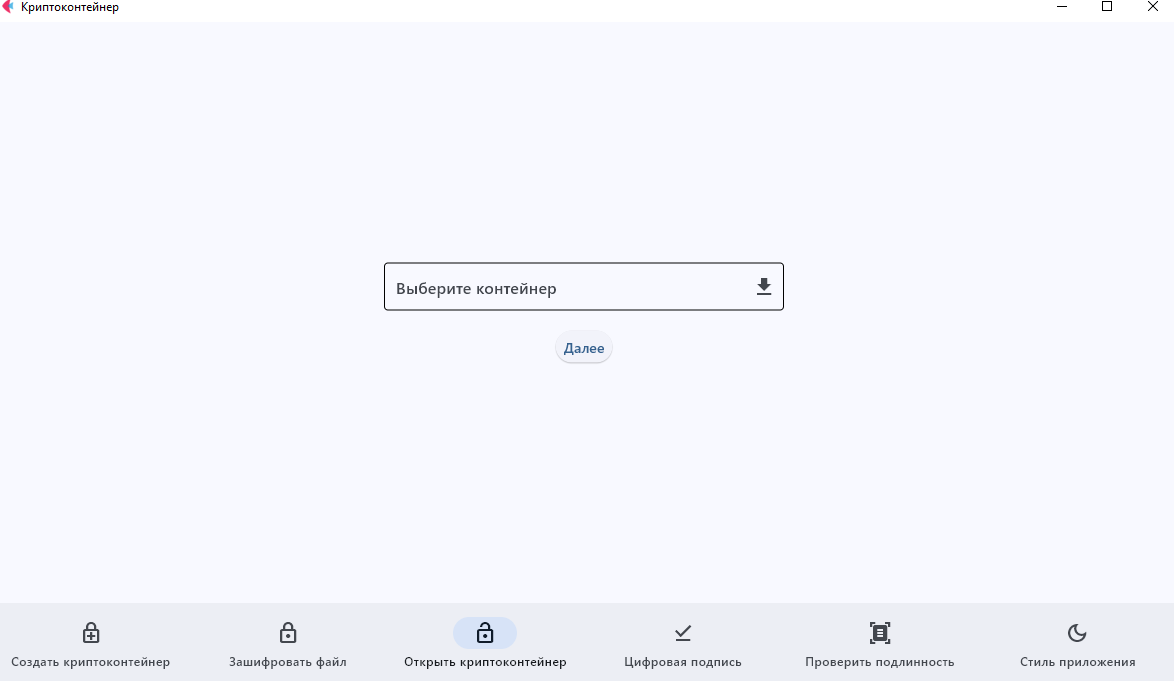 Криптоконтейнер
Выберите контейнер
Далее
Создать криптоконтейнер
Зашифровать файл
Открыть криптоконтейнер
Цифровая подпись
Проверить подлинность
Стиль приложения